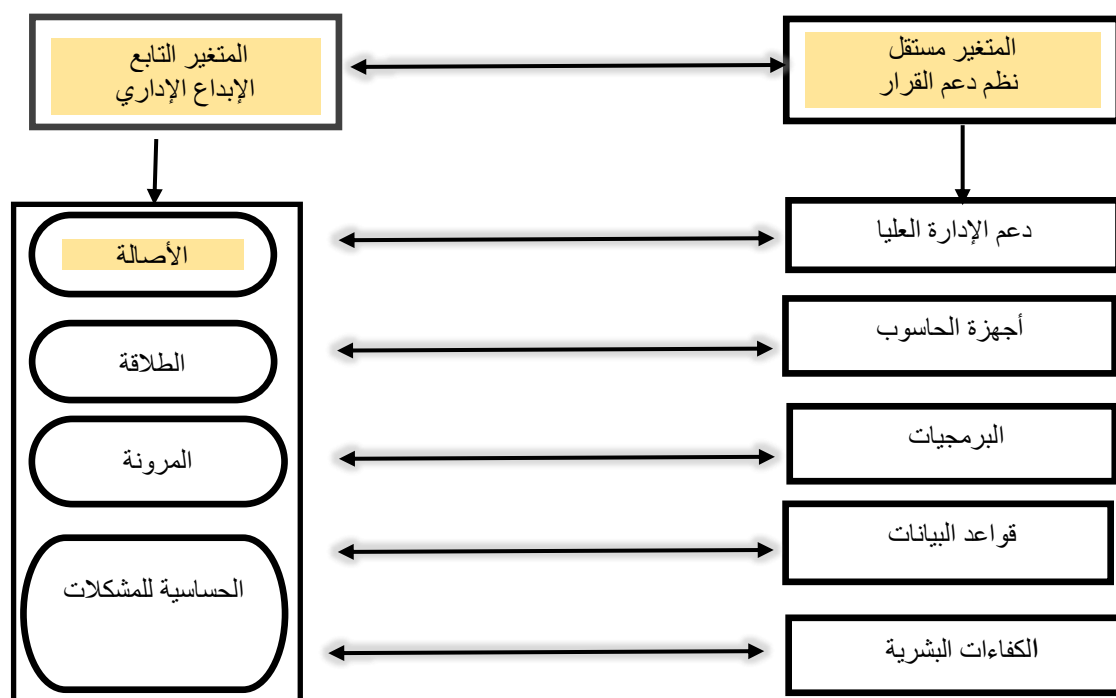 المتغير مستقل
نظم دعم القرار
المتغير التابع
الإبداع الإداري
دعم الإدارة العليا
الأصالة
أجهزة الحاسوب
الطلاقة
البرمجيات
المرونة
قواعد البيانات
الحساسية للمشكلات
الكفاءات البشرية